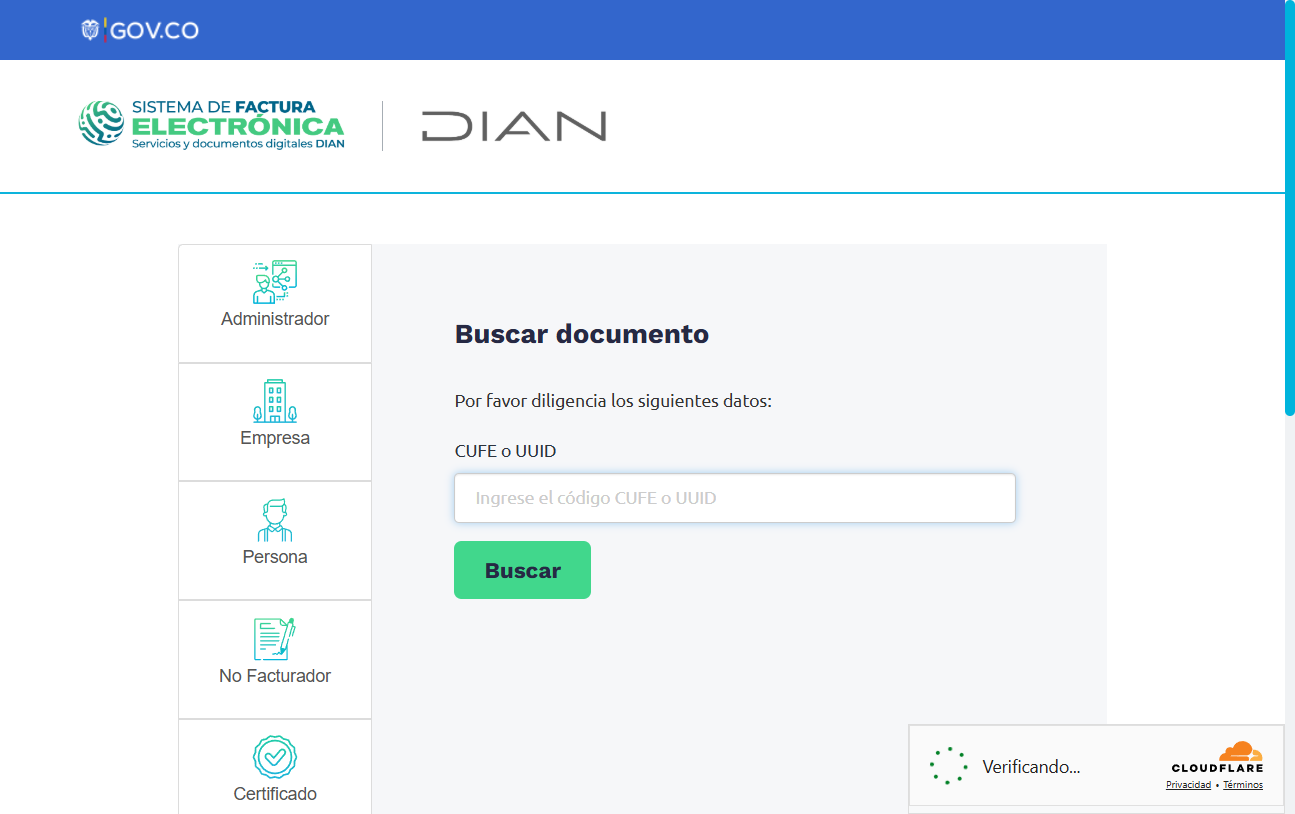 GOV.CO
SISTEMA DE FACTURA
ELECTRÓNICA
Servicios y documentos digitales DIAN
DIAN
Administrador
Empresa
Persona
No Facturador
Certificado
Buscar documento
Por favor diligencia los siguientes datos:
CUFE o UUID
Ingrese el código CUFE o UUID
Buscar
Verificando...
CLOUDFLARE
Privacidad • Términos